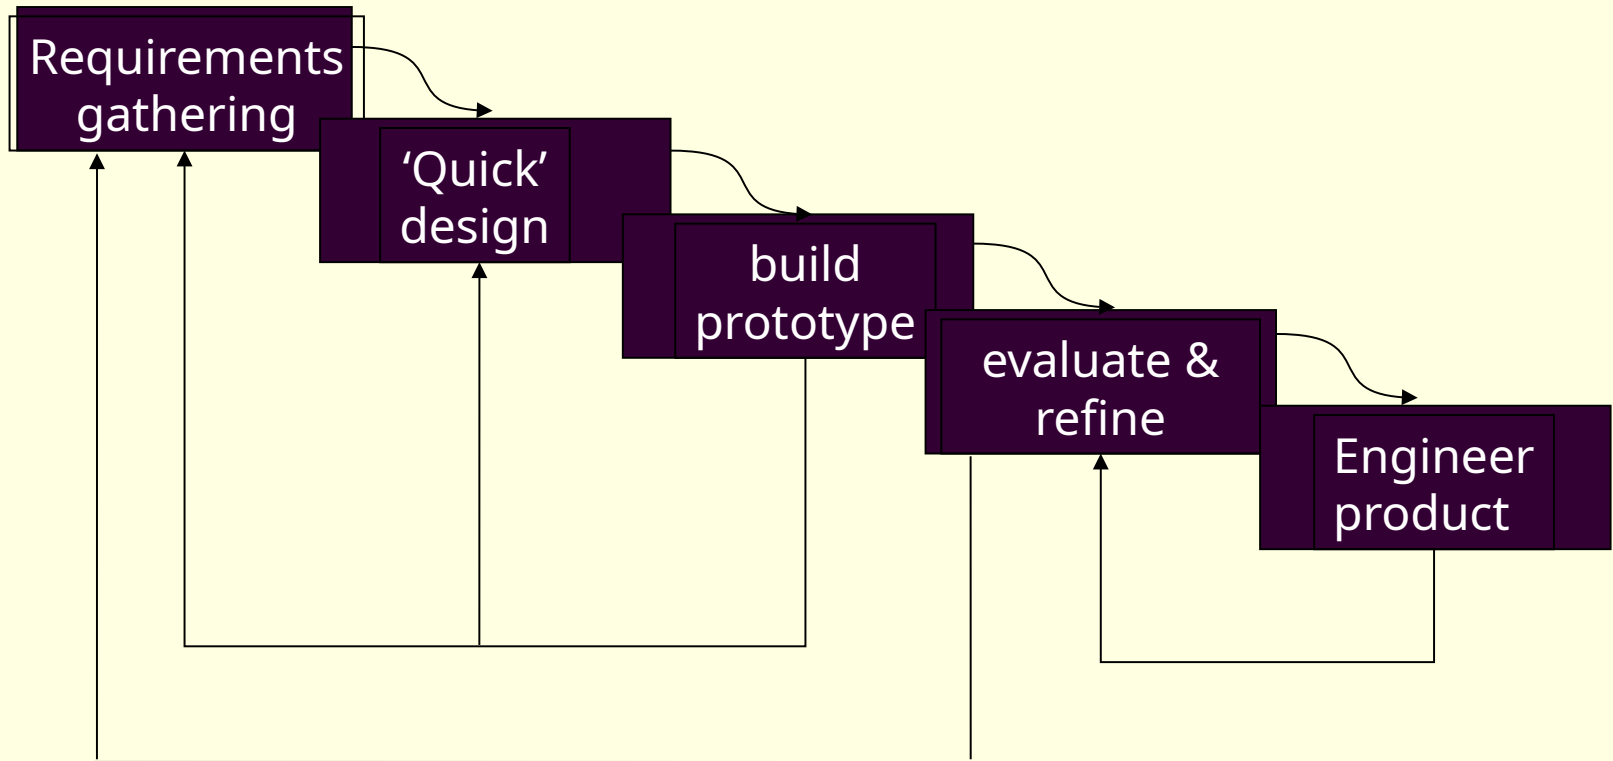 Requirements
gathering
‘Quick’
design
build
prototype
evaluate &
refine
Engineer
product